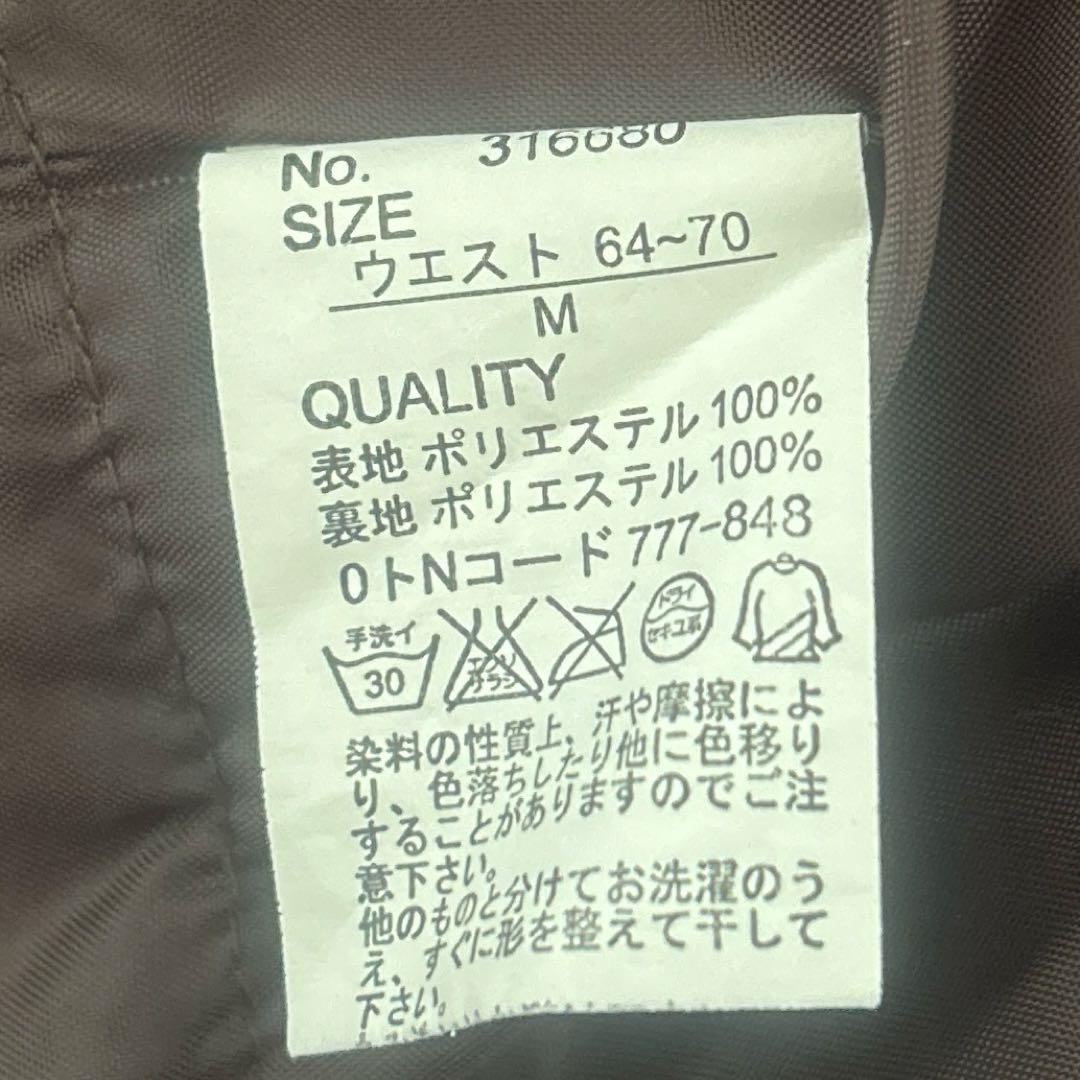 No. 316680
SIZE
ウエスト 64~70
M
QUALITY
表地 ポリエステル 100%
裏地 ポリエステル 100%
0トNコード 777-848
手洗イ
30
エンソ
サラシ
ドライ
セキユ系
染料の性質上、汗や摩擦によ
り、色落ちしたり他に色移り
することがありますのでご注
意下さい。
他のものと分けてお洗濯のう
え、すぐに形を整えて干して
下さい。